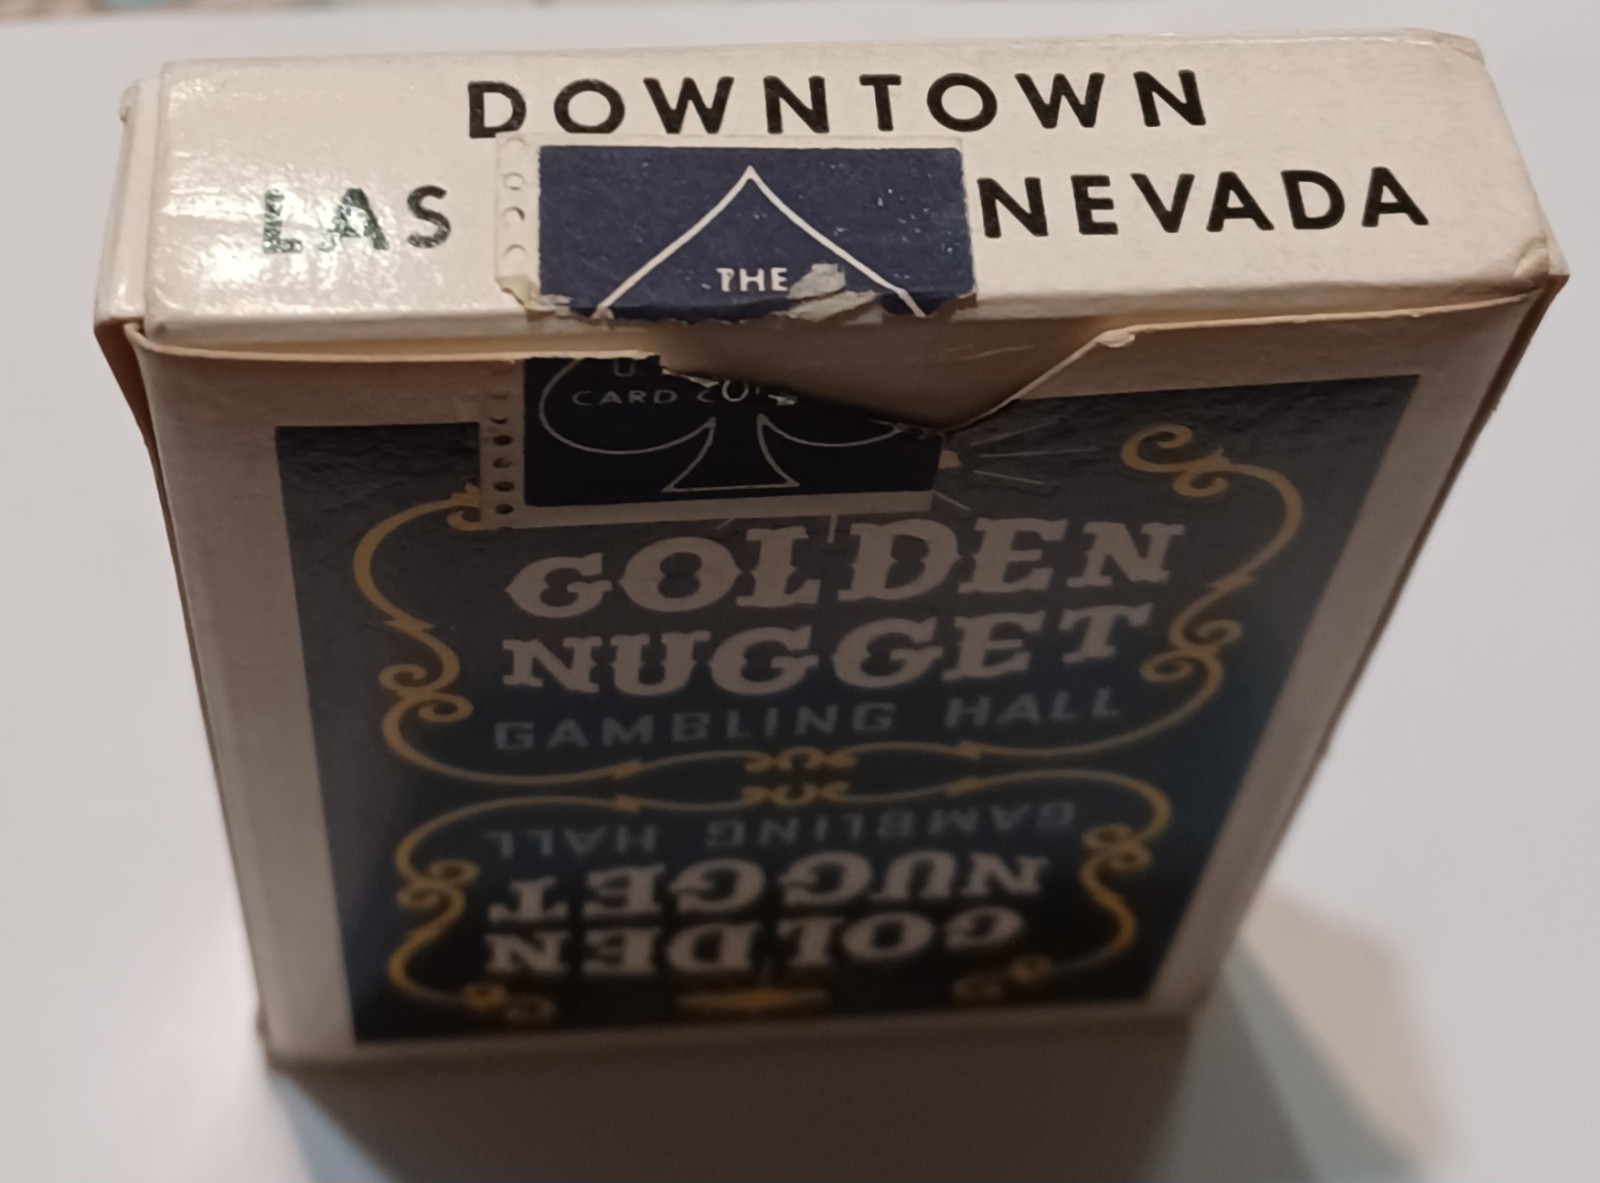 DOWNTOWN
LAS NEVADA
THE
CARD CO
GOLDEN
NUGGET
GAMBLING HALL
GAMBLING HALL
NUGGET
GOLDEN